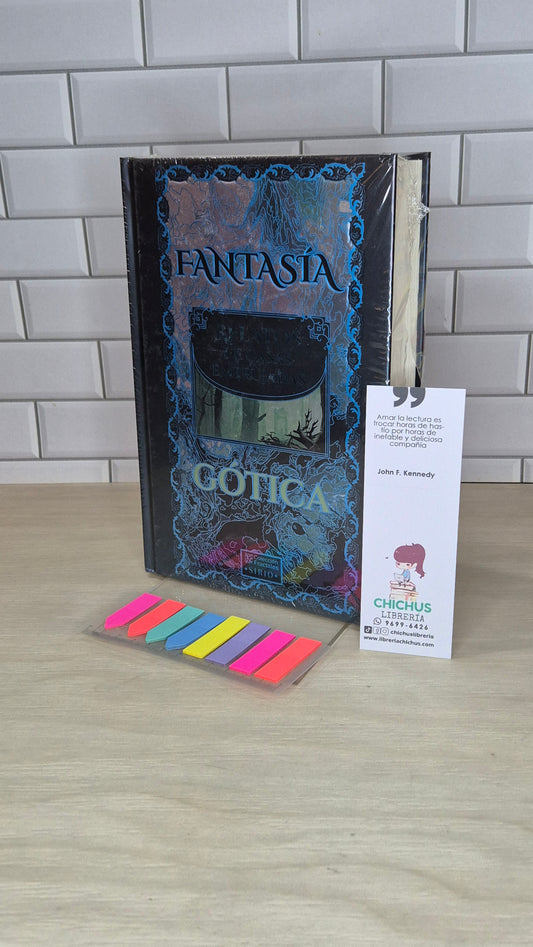 FANTASÍA
GÓTICA
SIRIO
”
Amar la lectura es
trocar horas de has-
tío por horas de
inefable y deliciosa
compañía
John F. Kennedy
CHICHUS
LIBRERÍA
9699-6426
chichuslibreria
www.libreriachichus.com